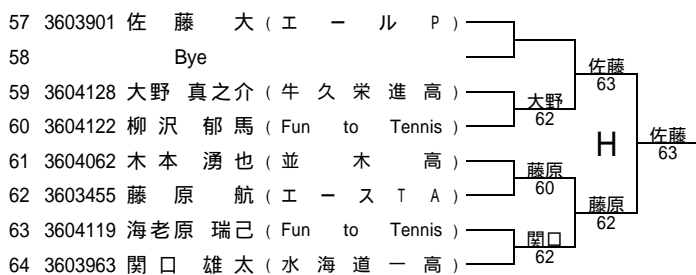 57 3603901 佐 藤 大 ( エ ー ル P )
58 Bye
佐藤
63
59 3604128 大野 真之介 ( 牛 久 栄 進 高 )
大野
62
60 3604122 柳沢 郁馬 ( Fun to Tennis )
H
佐藤
63
61 3604062 木本 湧也 ( 並 木 高 )
藤原
60
62 3603455 藤原 航 ( エ ー ス T A )
藤原
62
63 3604119 海老原 瑞己 ( Fun to Tennis )
関口
62
64 3603963 関口 雄太 ( 水 海 道 一 高 )